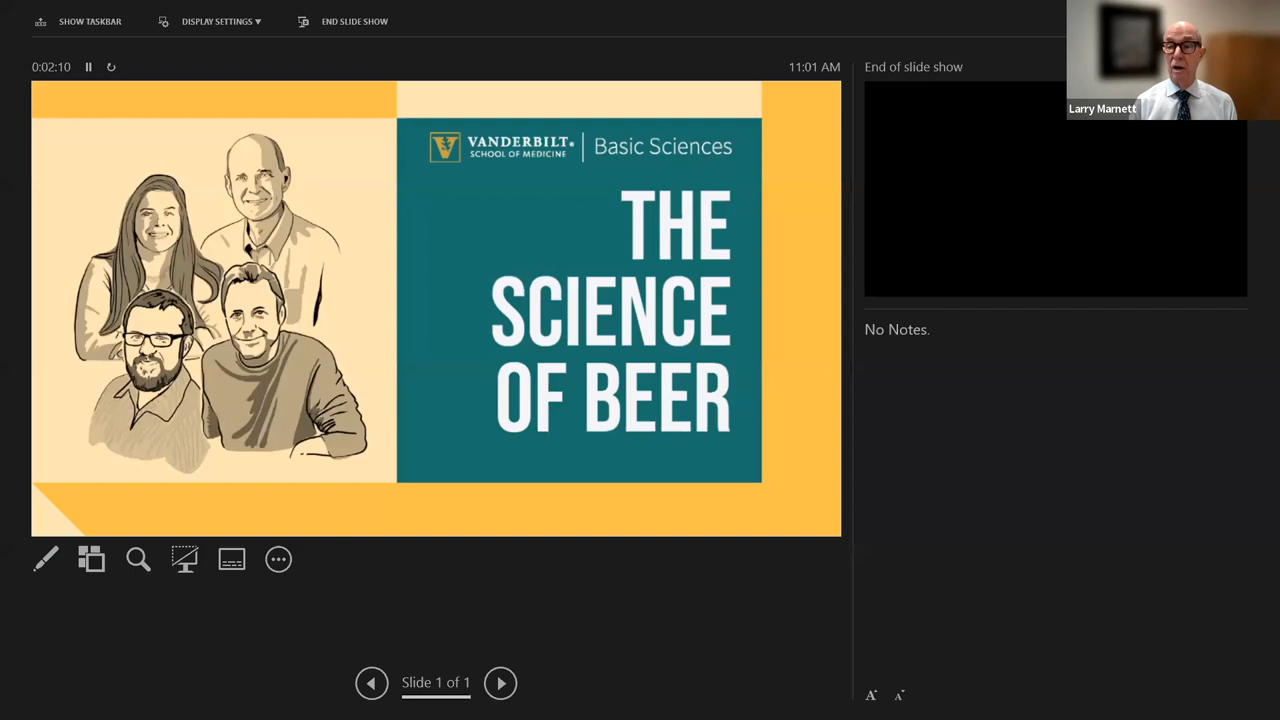 SHOW TASKBAR
DISPLAY SETTINGS ▼
END SLIDE SHOW
0:02:10
11:01 AM
End of slide show
Larry Marnett
VANDERBILT®
SCHOOL OF MEDICINE
Basic Sciences
THE
SCIENCE
OF BEER
No Notes.
Slide 1 of 1
A
A